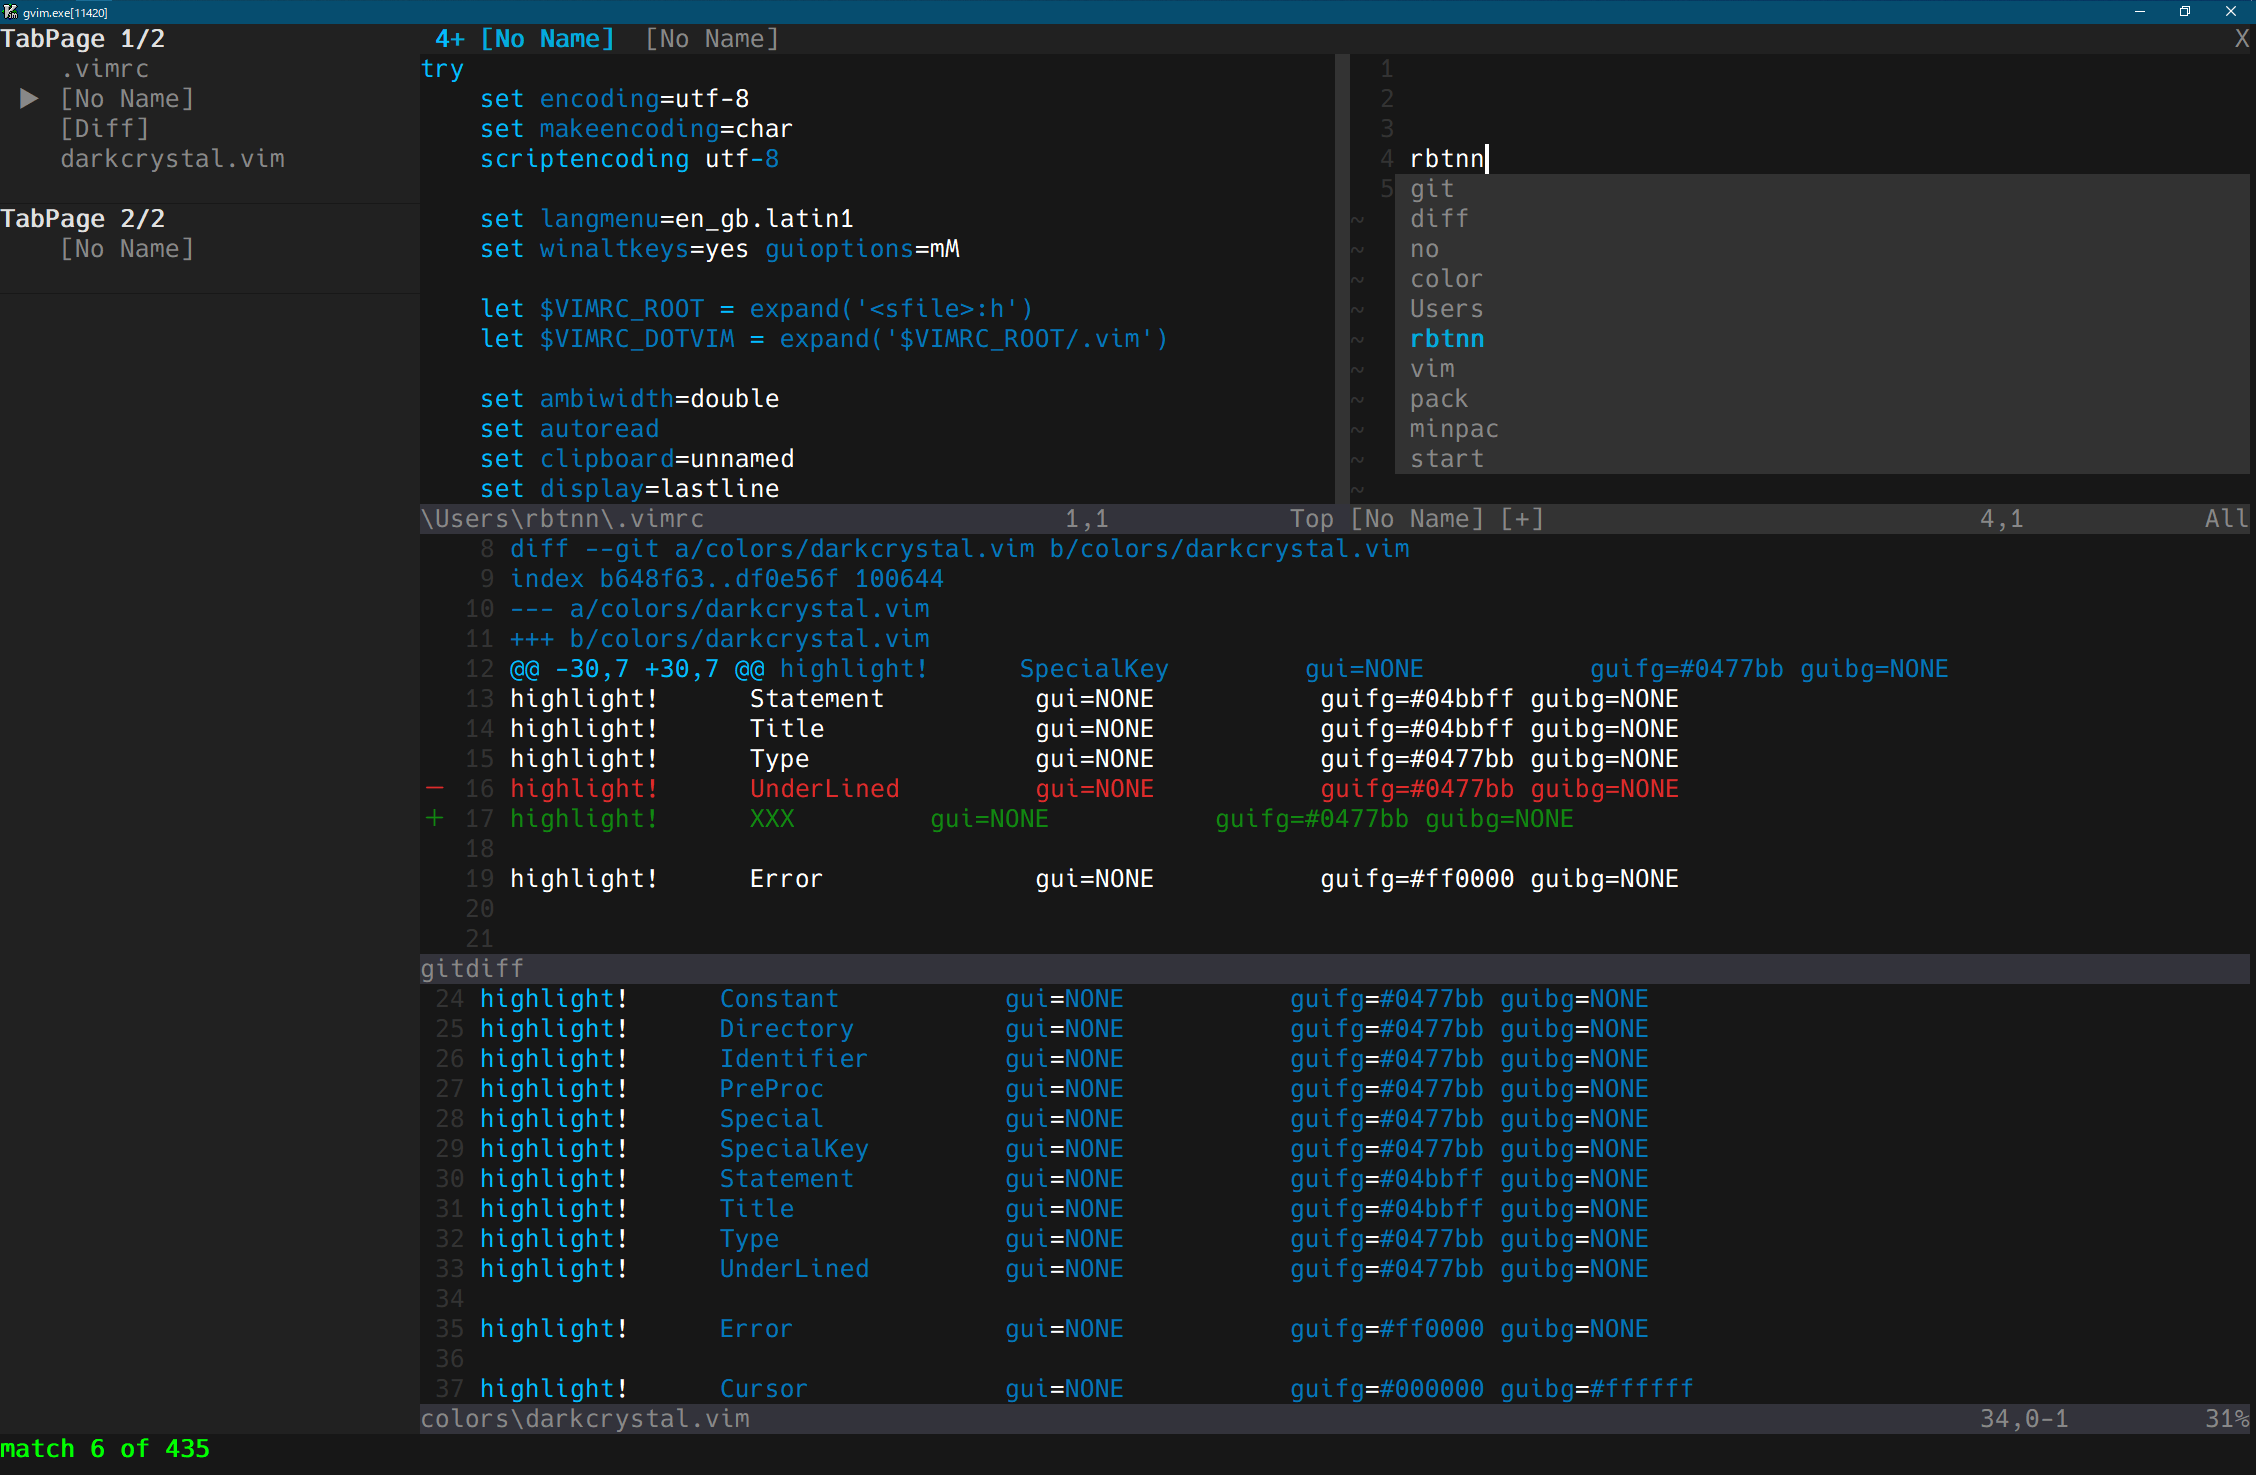 gvim.exe[11420]
TabPage 1/2
.vimrc
[No Name]
[Diff]
darkcrystal.vim
TabPage 2/2
[No Name]
4+ [No Name] [No Name] X
try
set encoding=utf-8
set makeencoding=char
scriptencoding utf-8
set langmenu=en_gb.latin1
set winaltkeys=yes guioptions=mM
let $VIMRC_ROOT = expand('<sfile>:h')
let $VIMRC_DOTVIM = expand('$VIMRC_ROOT/.vim')
set ambiwidth=double
set autoread
set clipboard=unnamed
set display=lastline
\Users\rbtnn\.vimrc 1,1 Top
1
2
3
4 rbtnn
5 git
~ diff
~ no
~ color
~ Users
~ rbtnn
~ vim
~ pack
~ minpac
~ start
~
[No Name] [+] 4,1 All
8 diff --git a/colors/darkcrystal.vim b/colors/darkcrystal.vim
9 index b648f63..df0e56f 100644
10 --- a/colors/darkcrystal.vim
11 +++ b/colors/darkcrystal.vim
12 @@ -30,7 +30,7 @@ highlight! SpecialKey gui=NONE guifg=#0477bb guibg=NONE
13 highlight! Statement gui=NONE guifg=#04bbff guibg=NONE
14 highlight! Title gui=NONE guifg=#04bbff guibg=NONE
15 highlight! Type gui=NONE guifg=#0477bb guibg=NONE
- 16 highlight! UnderLined gui=NONE guifg=#0477bb guibg=NONE
+ 17 highlight! XXX gui=NONE guifg=#0477bb guibg=NONE
18
19 highlight! Error gui=NONE guifg=#ff0000 guibg=NONE
20
21
gitdiff
24 highlight! Constant gui=NONE guifg=#0477bb guibg=NONE
25 highlight! Directory gui=NONE guifg=#0477bb guibg=NONE
26 highlight! Identifier gui=NONE guifg=#0477bb guibg=NONE
27 highlight! PreProc gui=NONE guifg=#0477bb guibg=NONE
28 highlight! Special gui=NONE guifg=#0477bb guibg=NONE
29 highlight! SpecialKey gui=NONE guifg=#0477bb guibg=NONE
30 highlight! Statement gui=NONE guifg=#04bbff guibg=NONE
31 highlight! Title gui=NONE guifg=#04bbff guibg=NONE
32 highlight! Type gui=NONE guifg=#0477bb guibg=NONE
33 highlight! UnderLined gui=NONE guifg=#0477bb guibg=NONE
34
35 highlight! Error gui=NONE guifg=#ff0000 guibg=NONE
36
37 highlight! Cursor gui=NONE guifg=#000000 guibg=#ffffff
colors\darkcrystal.vim 34,0-1 31%
match 6 of 435